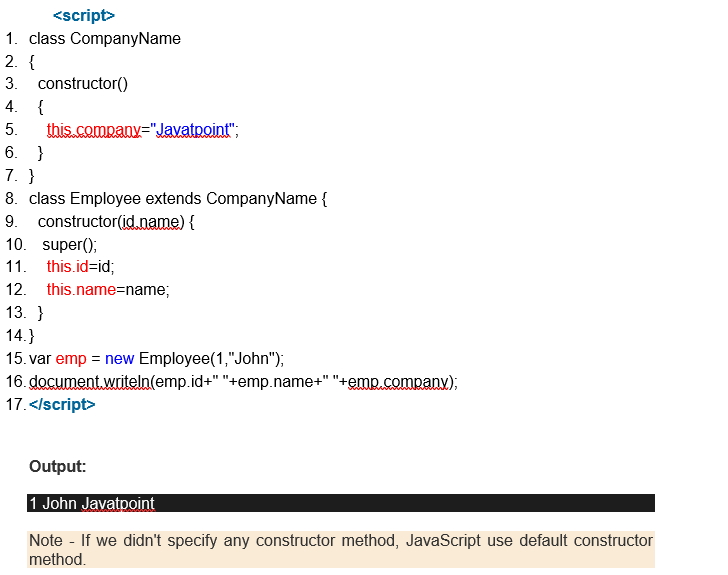 <script>
1. class CompanyName
2. {
3. constructor()
4. {
5. this.company="Javatpoint";
6. }
7. }
8. class Employee extends CompanyName {
9. constructor(id,name) {
10. super();
11. this.id=id;
12. this.name=name;
13. }
14. }
15. var emp = new Employee(1,"John");
16. document.writeln(emp.id+" "+emp.name+" "+emp.company);
17. </script>
Output:
1 John Javatpoint
Note - If we didn't specify any constructor method, JavaScript use default constructor
method.